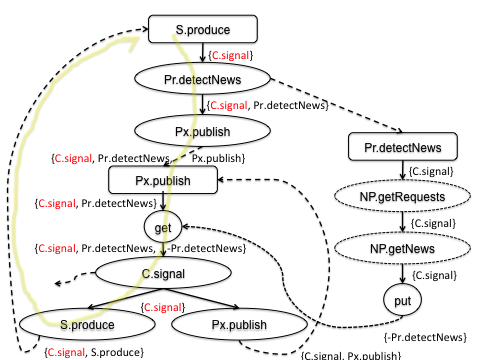 S.produce
{C.signal}
Pr.detectNews
{C.signal, Pr.detectNews}
Px.publish
Pr.detectNews
{C.signal, Pr.detectNews, Px.publish}
{C.signal}
Px.publish
NP.getRequests
{C.signal, Pr.detectNews}
{C.signal}
get
NP.getNews
{C.signal, Pr.detectNews, -Pr.detectNews}
C.signal
{C.signal}
put
{C.signal}
S.produce
Px.publish
{-Pr.detectNews}
{C.signal, S.produce}
{C.signal, Px.publish}